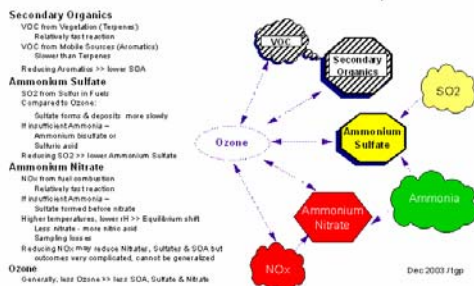 Secondary Organics
VOC from Vegetation (Terpenes)
Relatively fast reaction
VOC from Mobile Sources (Aromatics)
Slower than Terpenes
Reducing Aromatics >> lower SOA
Ammonium Sulfate
SO2 from Sulfur in Fuels
Compared to Ozone:
Sulfate forms & deposits more slowly
If insufficient Ammonia –
Ammonium bisulfate or
Sulfuric acid
Reducing SO2 >> lower Ammonium Sulfate
Ammonium Nitrate
NOx from fuel combustion
Relatively fast reaction
If insufficient Ammonia –
Sulfate formed before nitrate
Higher temperatures, lower rH >> Equilibrium shift
Less nitrate - more nitric acid
Sampling losses
Reducing NOx may reduce Nitrates, Sulfates & SOA but
outcomes very complicated, cannot be generalized
Ozone
Generally, less Ozone >> less SOA, Sulfate & Nitrate
VOC
Secondary
Organics
SO2
Ozone
Ammonium
Sulfate
Ammonia
Ammonium
Nitrate
NOx
Dec 2003 / tgp